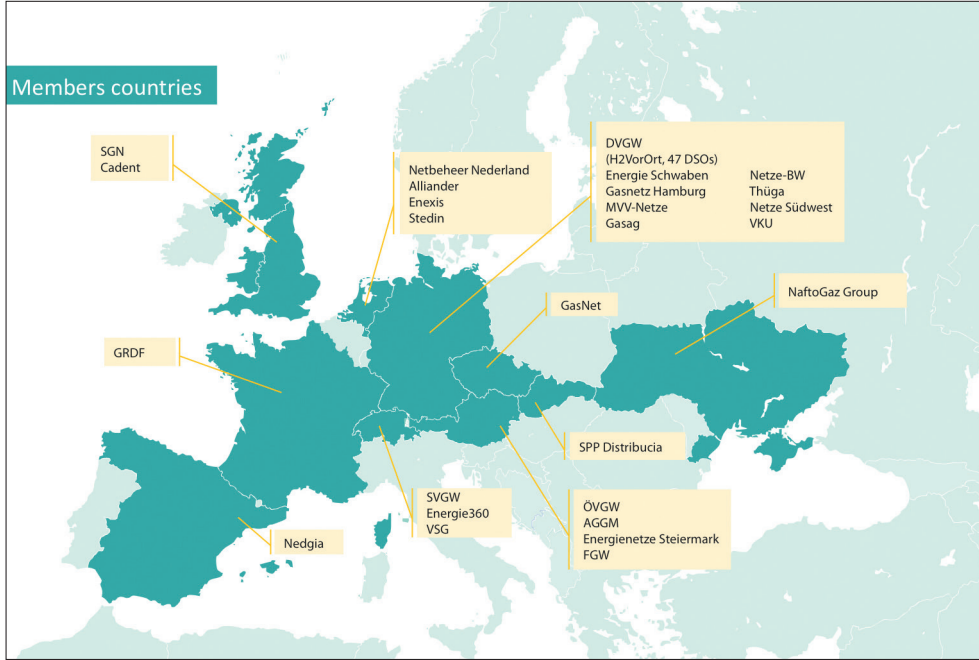 Members countries
SGN
Cadent
Netbeheer Nederland
Alliander
Enexis
Stedin
DVGW
(H2VorOrt, 47 DSOs)
Energie Schwaben
Gasnetz Hamburg
MVV-Netze
Gasag
Netze-BW
Thüga
Netze Südwest
VKU
NaftoGaz Group
GasNet
GRDF
SPP Distribucia
SVGW
Energie360
VSG
ÖVGW
AGGM
Energienetze Steiermark
FGW
Nedgia